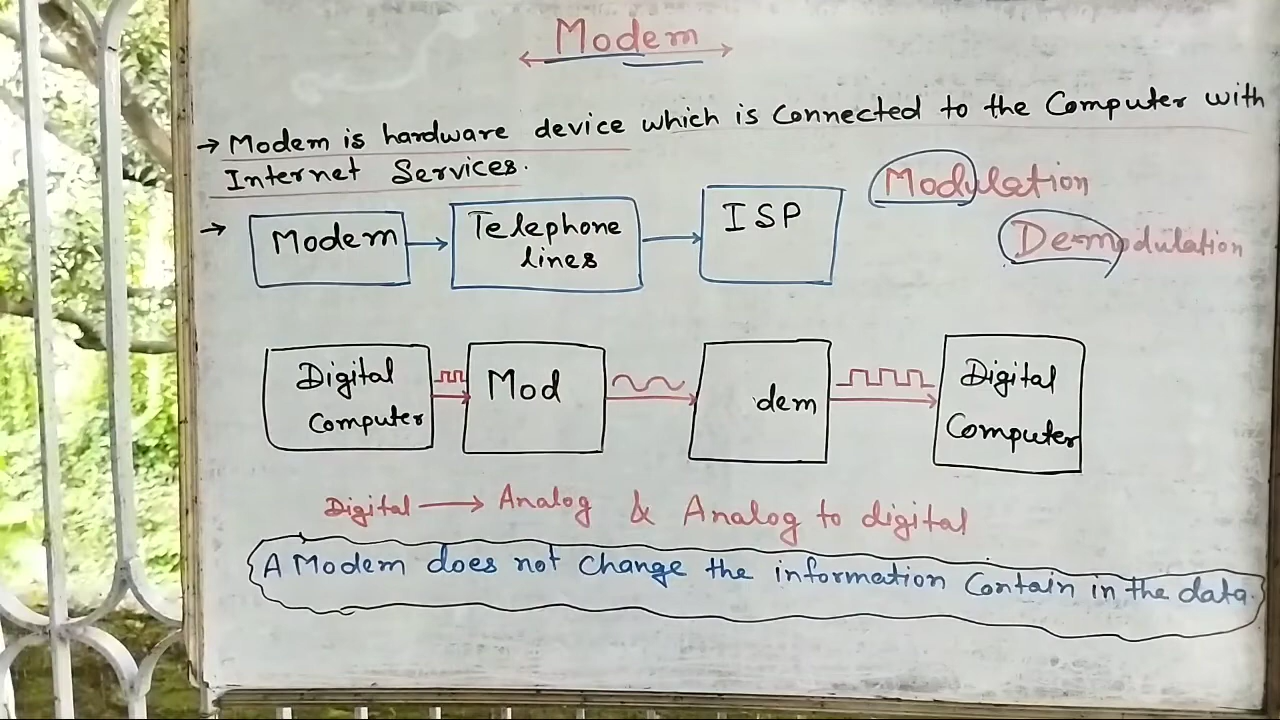 Modem
→ Modem is hardware device which is Connected to the Computer with
Internet Services.
Modulation
Demodulation
→ Modem → Telephone lines → ISP
Digital Computer → Mod → dem → Digital Computer
Digital → Analog & Analog to digital
A Modem does not Change the information Contain in the data.